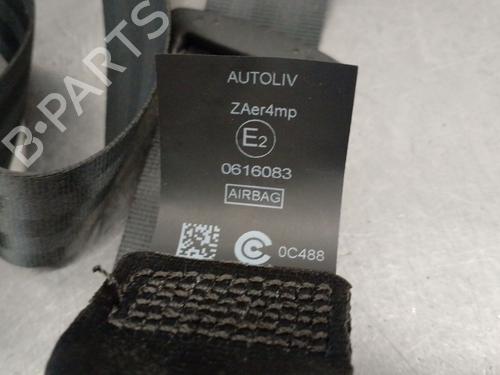 B-PARTS
AUTOLIV
ZAer4mp
E2
0616083
AIRBAG
C 0C488